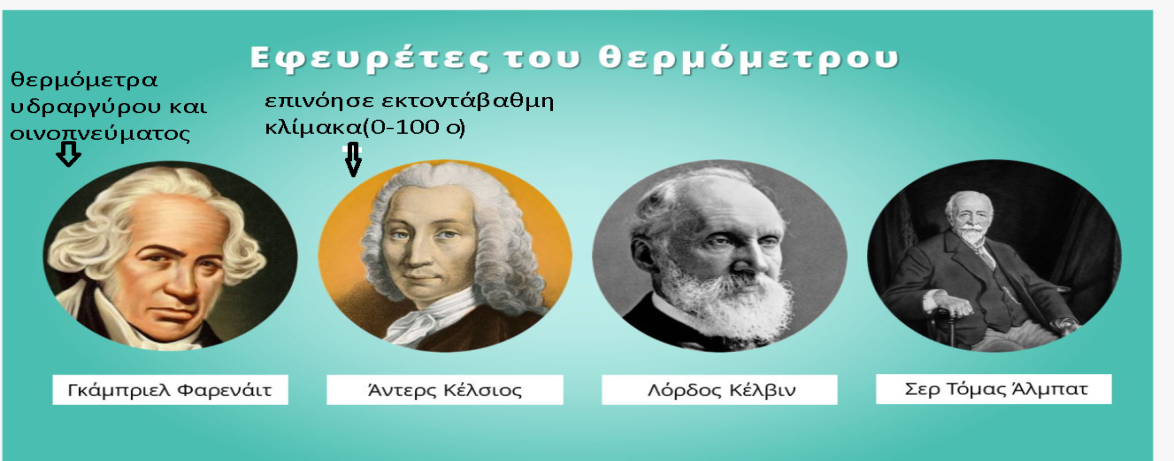 Εφευρέτες του θερμόμετρου
θερμόμετρα
υδραργύρου και
οινοπνεύματος
επινόησε εκτοντάβαθμη
κλίμακα(0-100 ο)
Γκάμπριελ Φαρενάιτ
Άντερς Κέλσιος
Λόρδος Κέλβιν
Σερ Τόμας Άλμπατ